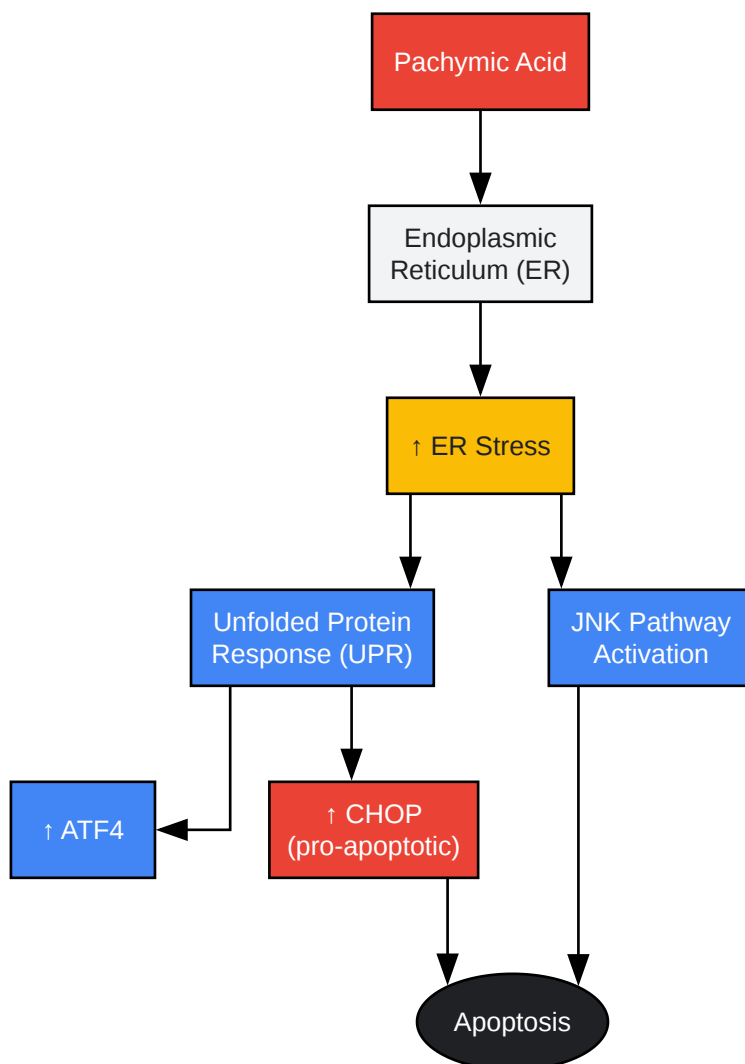 Pachymic Acid
Endoplasmic
Reticulum (ER)
↑ ER Stress
Unfolded Protein
Response (UPR)
JNK Pathway
Activation
↑ ATF4
↑ CHOP
(pro-apoptotic)
Apoptosis